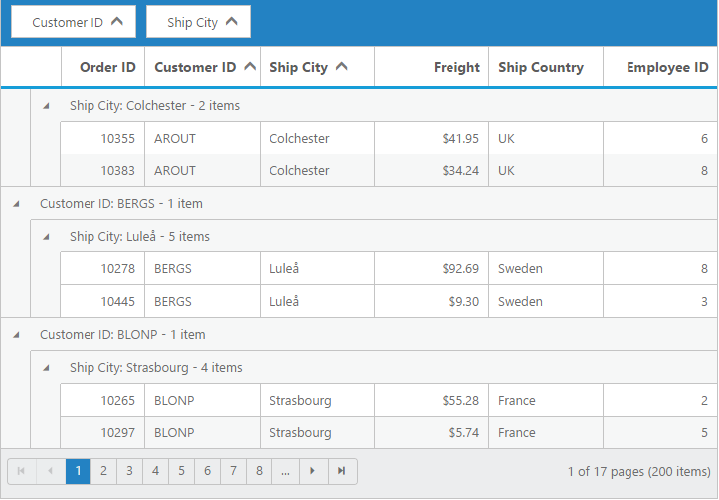 Customer ID Ship City
Order ID Customer ID Ship City Freight Ship Country Employee ID
Ship City: Colchester - 2 items
10355 AROUT Colchester $41.95 UK 6
10383 AROUT Colchester $34.24 UK 8
Customer ID: BERGS - 1 item
Ship City: Luleå - 5 items
10278 BERGS Luleå $92.69 Sweden 8
10445 BERGS Luleå $9.30 Sweden 3
Customer ID: BLONP - 1 item
Ship City: Strasbourg - 4 items
10265 BLONP Strasbourg $55.28 France 2
10297 BLONP Strasbourg $5.74 France 5
1 2 3 4 5 6 7 8 ... 1 of 17 pages (200 items)